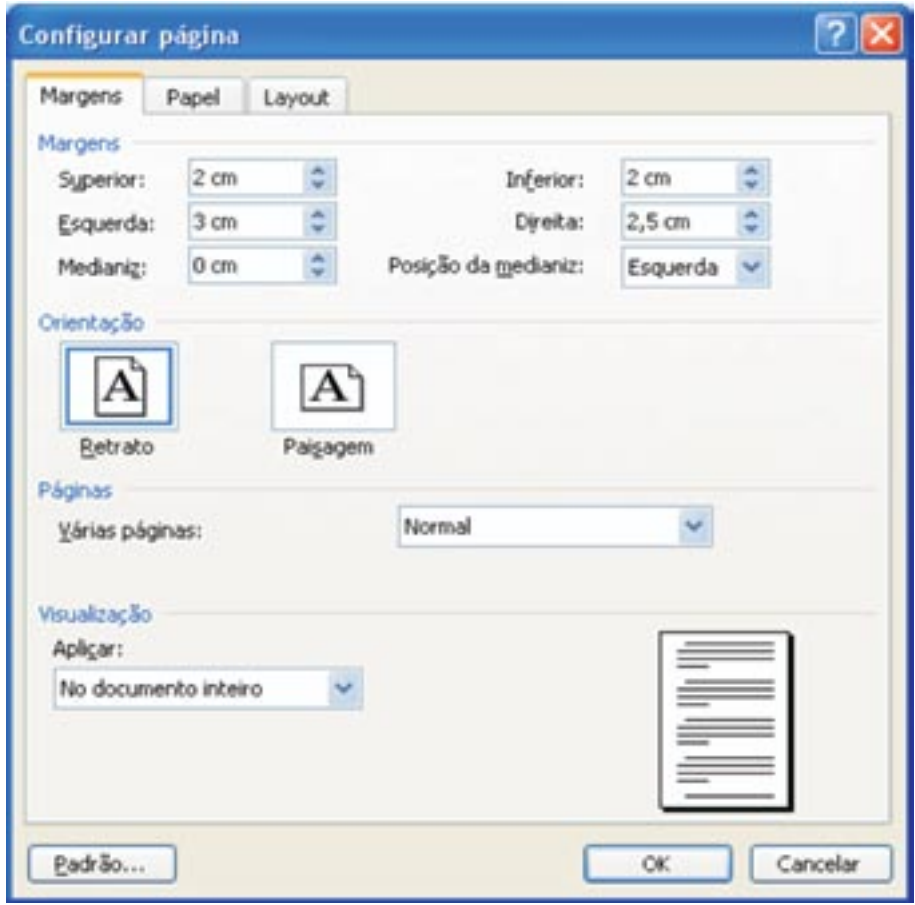 Configurar página
Margens Papel Layout
Margens
Superior: 2 cm Inferior: 2 cm
Esquerda: 3 cm Direita: 2,5 cm
Medianiz: 0 cm Posição da medianiz: Esquerda
Orientação
A A
Retrato Paisagem
Páginas
Várias páginas: Normal
Visualização
Aplicar:
No documento inteiro
Padrão... OK Cancelar